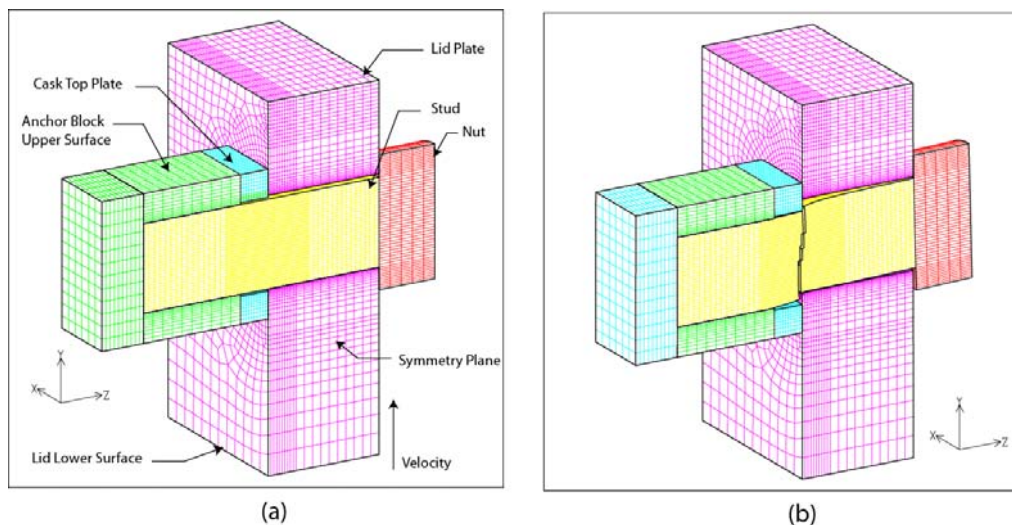 Lid Plate
Cask Top Plate
Stud
Anchor Block
Upper Surface
Nut
Symmetry Plane
Y
X
Z
Lid Lower Surface
Velocity
(a)
Y
X
Z
(b)